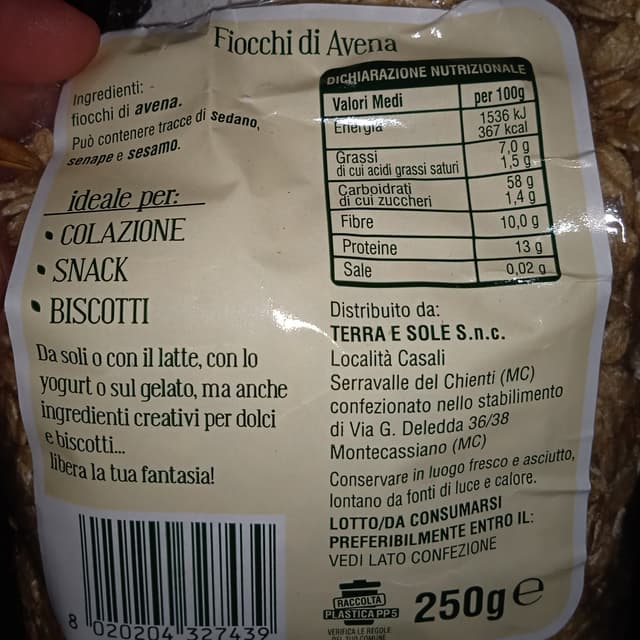 Fiocchi di Avena
Ingredienti: -
fiocchi di avena.
Può contenere tracce di sedano,
senape e sesamo.
ideale per:
• COLAZIONE
• SNACK
• BISCOTTI
Da soli o con il latte, con lo
yogurt o sul gelato, ma anche
ingredienti creativi per dolci
e biscotti...
libera la tua fantasia!
8 020204 327439
DICHIARAZIONE NUTRIZIONALE
Valori Medi per 100g
Energia 1536 kJ
367 kcal
Grassi 7,0 g
di cui acidi grassi saturi 1,5 g
Carboidrati 58 g
di cui zuccheri 1,4 g
Fibre 10,0 g
Proteine 13 g
Sale 0,02 g
Distribuito da:
TERRA E SOLE S.n.c.
Località Casali
Serravalle del Chienti (MC)
confezionato nello stabilimento
di Via G. Deledda 36/38
Montecassiano (MC)
Conservare in luogo fresco e asciutto,
lontano da fonti di luce e calore.
LOTTO/DA CONSUMARSI
PREFERIBILMENTE ENTRO IL:
VEDI LATO CONFEZIONE
RACCOLTA
PLASTICA PP5
VERIFICA LE REGOLE
DEL TUO COMUNE
250g e